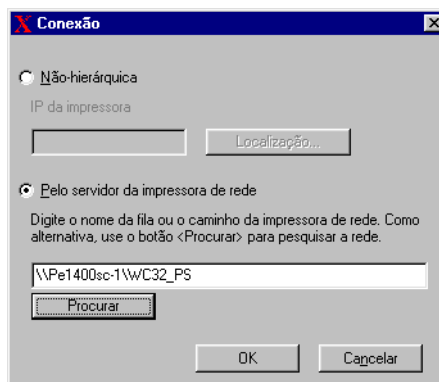 Conexão
Não-hierárquica
IP da impressora
Localização...
Pelo servidor da impressora de rede
Digite o nome da fila ou o caminho da impressora de rede. Como
alternativa, use o botão <Procurar> para pesquisar a rede.
\\Pe1400sc-1\WC32_PS
Procurar
OK
Cancelar